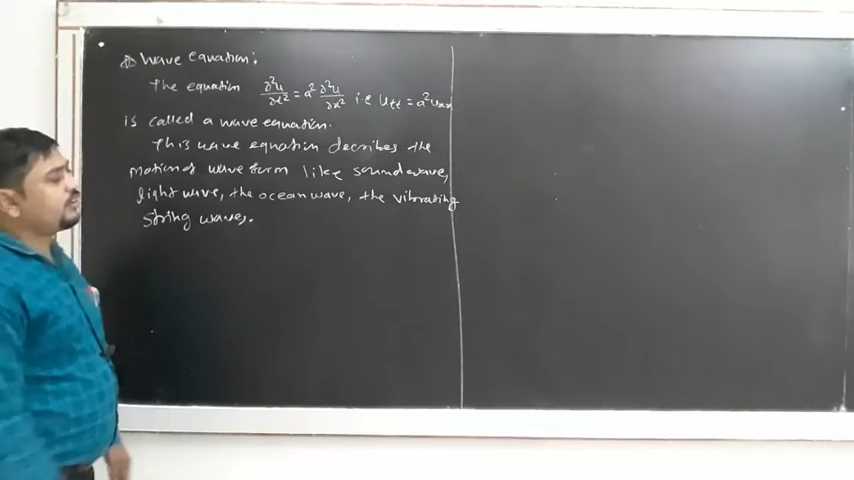 Wave equation:
The equation ∂²u/∂t² = a² ∂²u/∂x² i.e u_tt = a²u_xx
is called a wave equation.
This wave equation decribes the
motion of wave form like sound wave,
light wave, the ocean wave, the vibrating
string waves.